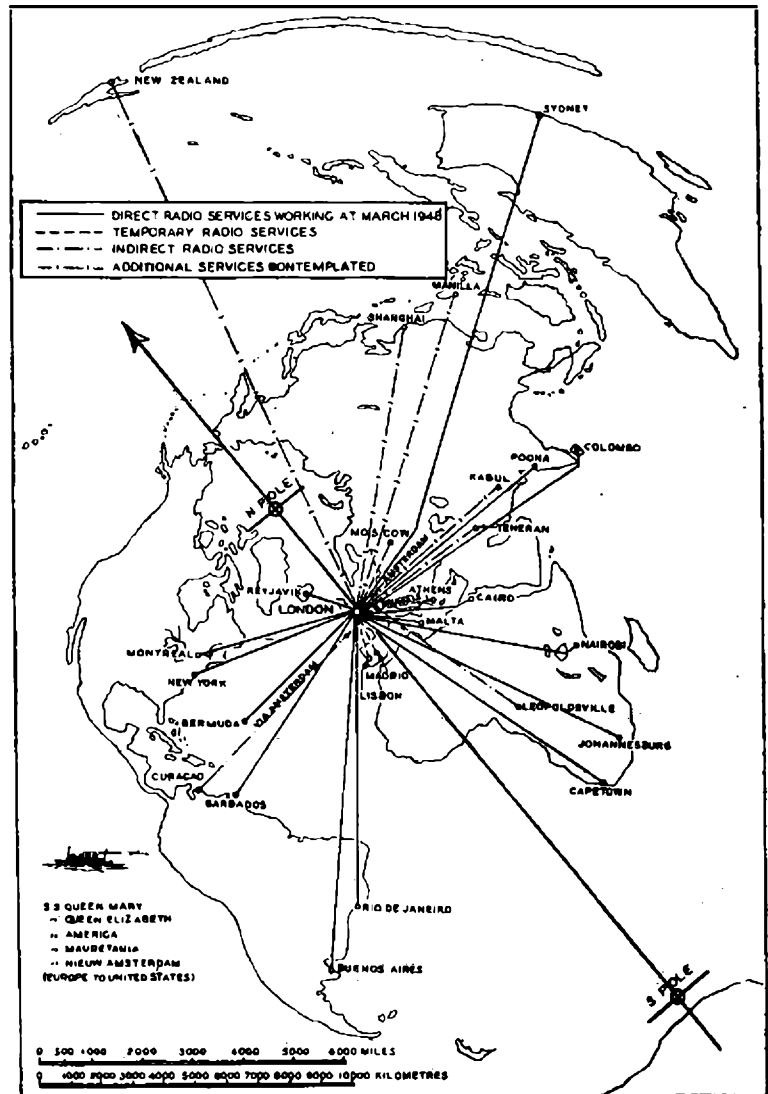 NEW ZEALAND
SYDNEY
DIRECT RADIO SERVICES WORKING AT MARCH 1948
TEMPORARY RADIO SERVICES
INDIRECT RADIO SERVICES
ADDITIONAL SERVICES CONTEMPLATED
MANILLA
SHANGHAI
COLOMBO
POONA
KABUL
N POLE
TEHERAN
MOSCOW
AMSTERDAM
REYJAVIK
ATHENS
LONDON
CAIRO
MALTA
NAIROBI
MONTREAL
MADRID
NEW YORK
LISBON
LEOPOLDSVILLE
BERMUDA
VIA AMSTERDAM
JOHANNESBURG
CURACAO
CAPETOWN
BARBADOS
S S QUEEN MARY
" QUEEN ELIZABETH
" AMERICA
" MAURETANIA
" NIEUW AMSTERDAM
(EUROPE TO UNITED STATES)
RIO DE JANEIRO
BUENOS AIRES
S POLE
0 500 1000 2000 3000 4000 5000 6000 MILES
0 1000 2000 3000 4000 5000 6000 7000 8000 9000 10000 KILOMETRES